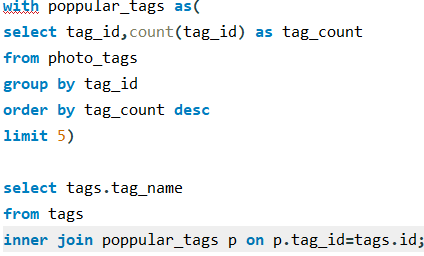 with poppular_tags as(
select tag_id,count(tag_id) as tag_count
from photo_tags
group by tag_id
order by tag_count desc
limit 5)
select tags.tag_name
from tags
inner join poppular_tags p on p.tag_id=tags.id;